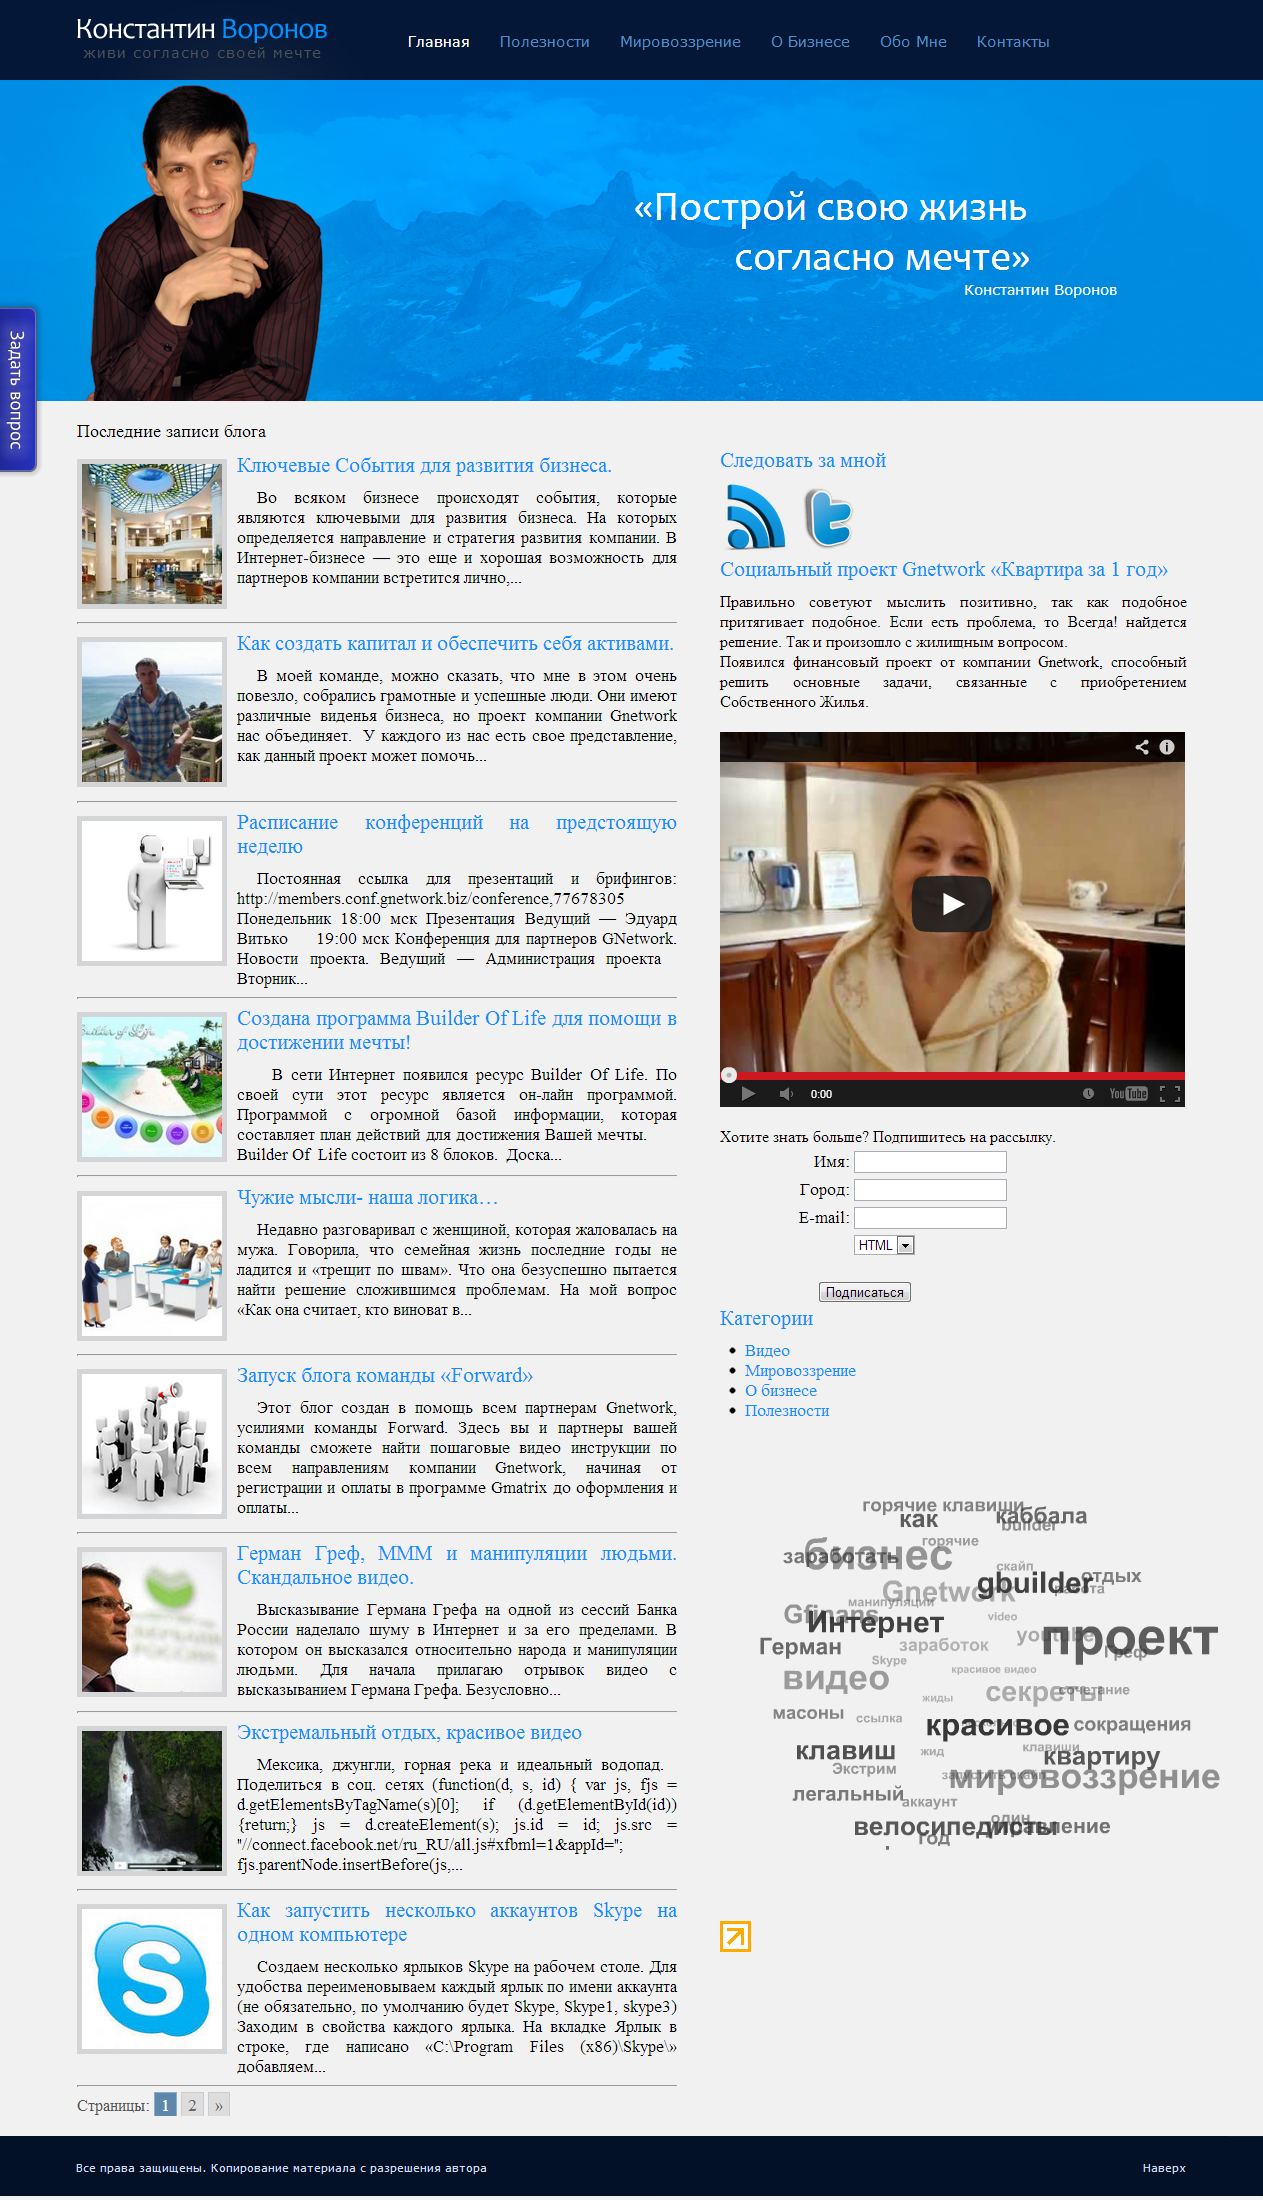 Константин Воронов
живи согласно своей мечте
Главная Полезности Мировоззрение О Бизнесе Обо Мне Контакты
«Построй свою жизнь
согласно мечте»
Константин Воронов
Задать вопрос
Последние записи блога
Ключевые События для развития бизнеса.
Во всяком бизнесе происходят события, которые
являются ключевыми для развития бизнеса. На которых
определяется направление и стратегия развития компании. В
Интернет-бизнесе — это еще и хорошая возможность для
партнеров компании встретится лично,...
Как создать капитал и обеспечить себя активами.
В моей команде, можно сказать, что мне в этом очень
повезло, собрались грамотные и успешные люди. Они имеют
различные виденья бизнеса, но проект компании Gnetwork
нас объединяет. У каждого из нас есть свое представление,
как данный проект может помочь...
Расписание конференций на предстоящую
неделю
Постоянная ссылка для презентаций и брифингов:
http://members.conf.gnetwork.biz/conference,77678305
Понедельник 18:00 мск Презентация Ведущий — Эдуард
Витько 19:00 мск Конференция для партнеров GNetwork.
Новости проекта. Ведущий — Администрация проекта
Вторник...
Builder of Life
Создана программа Builder Of Life для помощи в
достижении мечты!
В сети Интернет появился ресурс Builder Of Life. По
своей сути этот ресурс является он-лайн программой.
Программой с огромной базой информации, которая
составляет план действий для достижения Вашей мечты.
Builder Of Life состоит из 8 блоков. Доска...
Чужие мысли- наша логика…
Недавно разговаривал с женщиной, которая жаловалась на
мужа. Говорила, что семейная жизнь последние годы не
ладится и «трещит по швам». Что она безуспешно пытается
найти решение сложившимся проблемам. На мой вопрос
«Как она считает, кто виноват в...
Запуск блога команды «Forward»
Этот блог создан в помощь всем партнерам Gnetwork,
усилиями команды Forward. Здесь вы и партнеры вашей
команды сможете найти пошаговые видео инструкции по
всем направлениям компании Gnetwork, начиная от
регистрации и оплаты в программе Gmatrix до оформления и
оплаты...
Герман Греф, МММ и манипуляции людьми.
Скандальное видео.
Высказывание Германа Грефа на одной из сессий Банка
России наделало шуму в Интернет и за его пределами. В
котором он высказался относительно народа и манипуляции
людьми. Для начала прилагаю отрывок видео с
высказыванием Германа Грефа. Безусловно...
Экстремальный отдых, красивое видео
Мексика, джунгли, горная река и идеальный водопад.
Поделиться в соц. сетях (function(d, s, id) { var js, fjs =
d.getElementsByTagName(s)[0]; if (d.getElementById(id))
{return;} js = d.createElement(s); js.id = id; js.src =
"//connect.facebook.net/ru_RU/all.js#xfbml=1&appId=";
fjs.parentNode.insertBefore(js,...
Как запустить несколько аккаунтов Skype на
одном компьютере
Создаем несколько ярлыков Skype на рабочем столе. Для
удобства переименовываем каждый ярлык по имени аккаунта
(не обязательно, по умолчанию будет Skype, Skype1, skype3)
Заходим в свойства каждого ярлыка. На вкладке Ярлык в
строке, где написано «C:\Program Files (x86)\Skype\»
добавляем...
Страницы: 1 2 »
Следовать за мной
Социальный проект Gnetwork «Квартира за 1 год»
Правильно советуют мыслить позитивно, так как подобное
притягивает подобное. Если есть проблема, то Всегда! найдется
решение. Так и произошло с жилищным вопросом.
Появился финансовый проект от компании Gnetwork, способный
решить основные задачи, связанные с приобретением
Собственного Жилья.
0:00 YouTube
Хотите знать больше? Подпишитесь на рассылку.
Имя:
Город:
E-mail:
HTML
Подписаться
Категории
Видео
Мировоззрение
О бизнесе
Полезности
горячие клавиши
как каббала
builder
горячие
заработать бизнес
скайп
gbuilder отдых
Gnetwork работа
манипуляции
Gfinans Интернет video
youtube проект
Герман заработок Греф
Skype
красивое видео
видео секреты сочетание
жиды
масоны ссылка красивое сокращения
клавиш жид клавиши квартиру
Экстрим запустить скайп мировоззрение
легальный аккаунт
один
велосипедисты управление
год
Все права защищены. Копирование материала с разрешения автора
Наверх